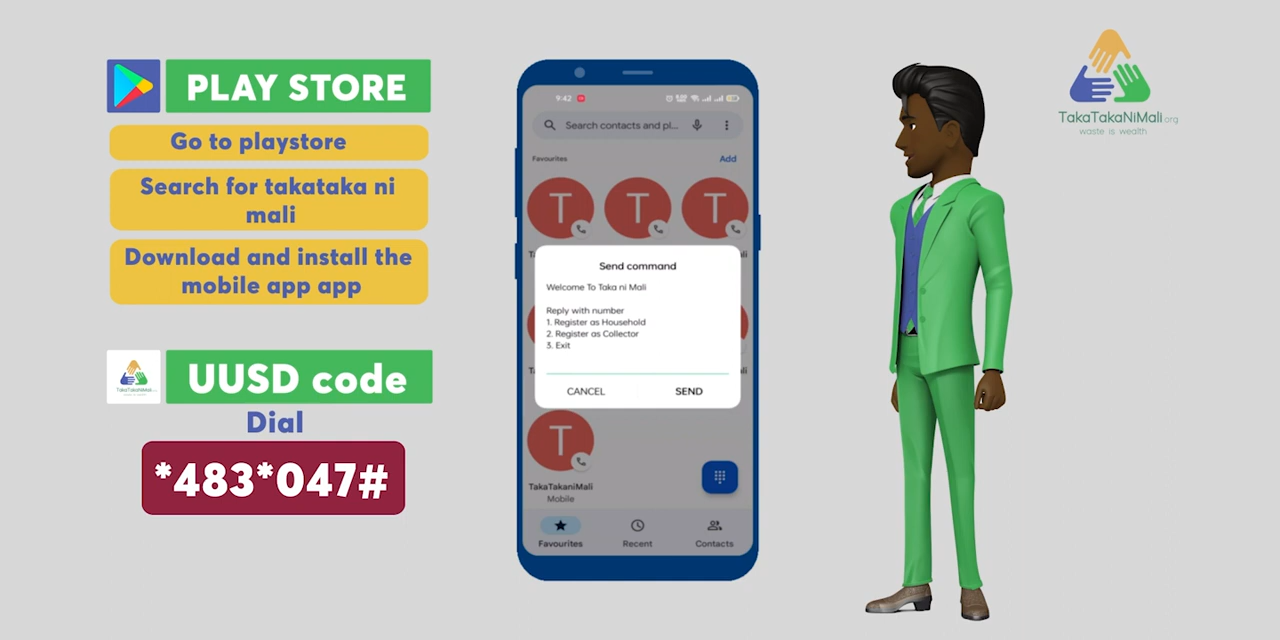 PLAY STORE
Go to playstore
Search for takataka ni
mali
Download and install the
mobile app app
UUSD code
Dial
*483*047#
9:42
Search contacts and pl...
Favourites
Add
T
T
T
Send command
Welcome To Taka ni Mali
Reply with number
1. Register as Household
2. Register as Collector
3. Exit
CANCEL
SEND
T
TakaTakaniMali
Mobile
Favourites
Recent
Contacts
TakaTakaNiMali.org
waste is wealth